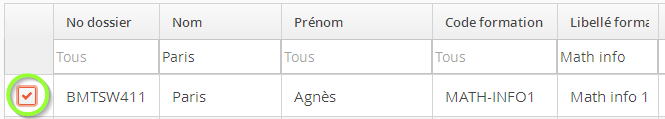 No dossier Nom Prénom Code formation Libellé forma
Tous Paris Tous Tous Math info
BMTSW411 Paris Agnès MATH-INFO1 Math info 1